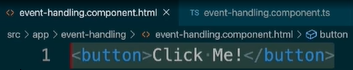 event-handling.component.html × TS event-handling.component.ts
src > app > event-handling > event-handling.component.html > button
1 <button>Click Me!</button>